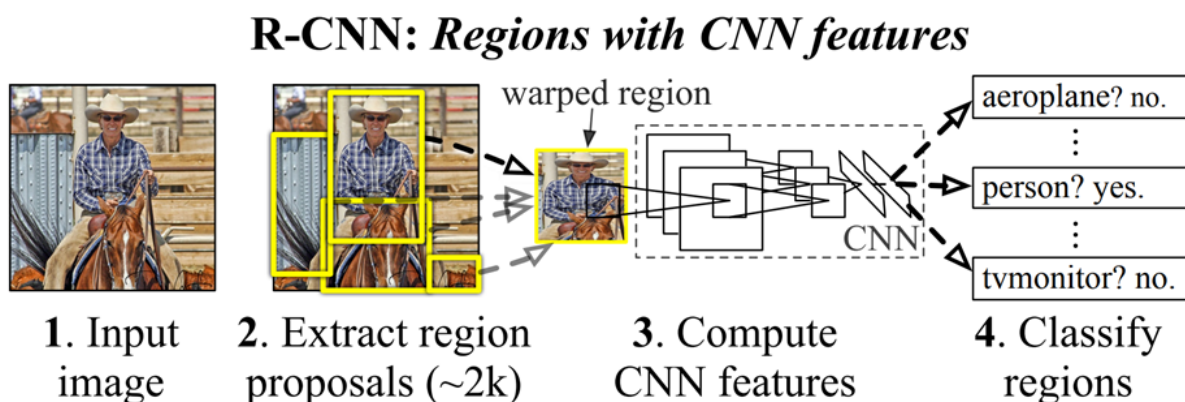 R-CNN: Regions with CNN features
warped region
aeroplane? no.
⋮
person? yes.
⋮
tvmonitor? no.
CNN
1. Input
image
2. Extract region
proposals (~2k)
3. Compute
CNN features
4. Classify
regions